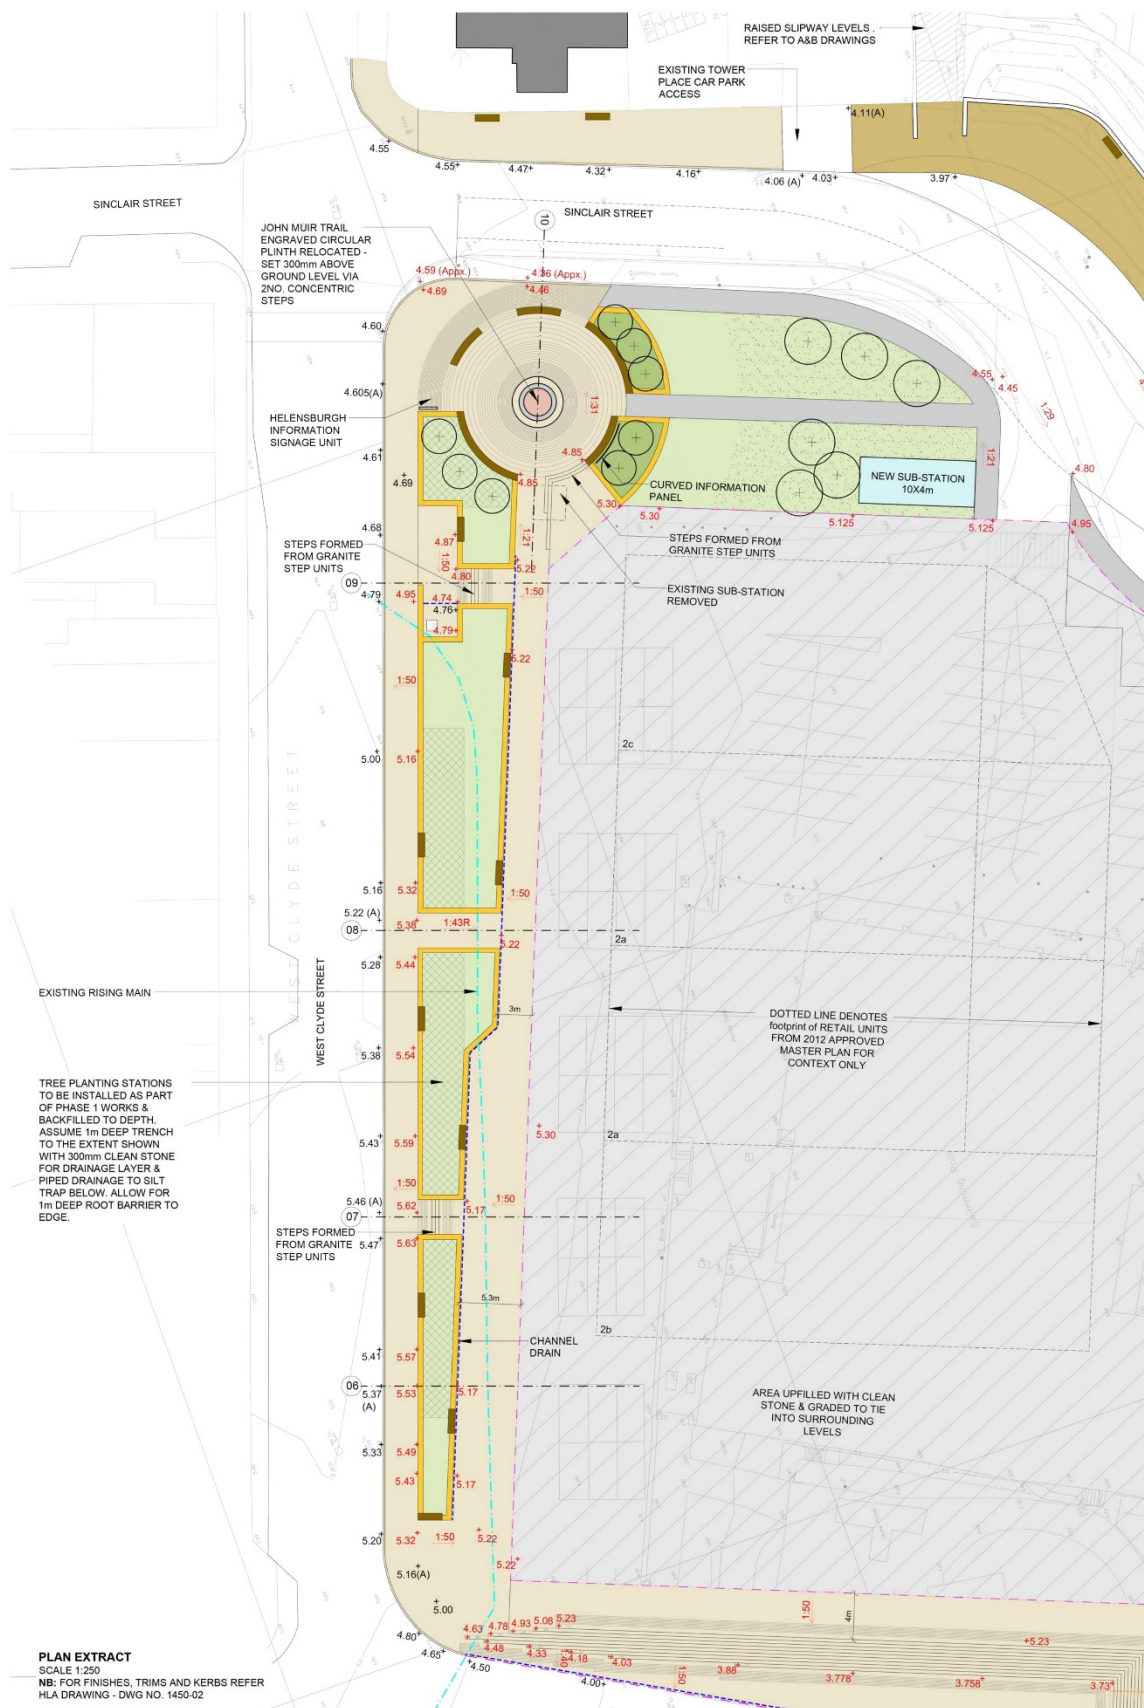 RAISED SLIPWAY LEVELS .
REFER TO A&B DRAWINGS
EXISTING TOWER
PLACE CAR PARK
ACCESS
4.11(A)
4.55
4.55
4.47
4.32
4.16
4.06 (A)
4.03
3.97
SINCLAIR STREET
SINCLAIR STREET
10
JOHN MUIR TRAIL
ENGRAVED CIRCULAR
PLINTH RELOCATED -
SET 300mm ABOVE
GROUND LEVEL VIA
2NO. CONCENTRIC
STEPS
4.59 (Appx.)
4.69
4.36 (Appx.)
4.46
4.60
4.605(A)
4.55
4.45
1:29
1:31
HELENSBURGH
INFORMATION
SIGNAGE UNIT
4.61
4.69
4.85
4.85
1:21
4.80
NEW SUB-STATION
10X4m
CURVED INFORMATION
PANEL
5.30
5.30
5.125
5.125
4.95
4.68
4.87
1:21
STEPS FORMED
FROM GRANITE
STEP UNITS
1:50
4.80
5.22
STEPS FORMED FROM
GRANITE STEP UNITS
09
4.79
4.95
4.74
4.76
1:50
EXISTING SUB-STATION
REMOVED
4.79
5.22
1:50
2c
5.00
5.16
WEST CLYDE STREET
5.16
5.32
1:50
5.22 (A)
5.38
1:43R
08
5.22
2a
5.28
5.44
EXISTING RISING MAIN
WEST CLYDE STREET
3m
DOTTED LINE DENOTES
footprint of RETAIL UNITS
FROM 2012 APPROVED
MASTER PLAN FOR
CONTEXT ONLY
5.38
5.54
TREE PLANTING STATIONS
TO BE INSTALLED AS PART
OF PHASE 1 WORKS &
BACKFILLED TO DEPTH.
ASSUME 1m DEEP TRENCH
TO THE EXTENT SHOWN
WITH 300mm CLEAN STONE
FOR DRAINAGE LAYER &
PIPED DRAINAGE TO SILT
TRAP BELOW. ALLOW FOR
1m DEEP ROOT BARRIER TO
EDGE.
5.30
5.43
5.59
2a
1:50
5.46 (A)
5.62
5.17
1:50
07
STEPS FORMED
FROM GRANITE
STEP UNITS
5.47
5.63
5.3m
2b
CHANNEL
DRAIN
5.41
5.57
06
5.37
(A)
5.53
5.17
AREA UPFILLED WITH CLEAN
STONE & GRADED TO TIE
INTO SURROUNDING
LEVELS
5.33
5.49
5.43
5.17
5.20
5.32
1:50
5.22
5.22
5.16(A)
5.00
1:50
4m
4.80
4.63
4.78
4.93
5.08
5.23
5.23
4.65
4.50
4.48
4.33
1:40
4.18
4.03
4.00
1:50
3.88
3.778
3.758
3.73
PLAN EXTRACT
SCALE 1:250
NB: FOR FINISHES, TRIMS AND KERBS REFER
HLA DRAWING - DWG NO. 1450-02